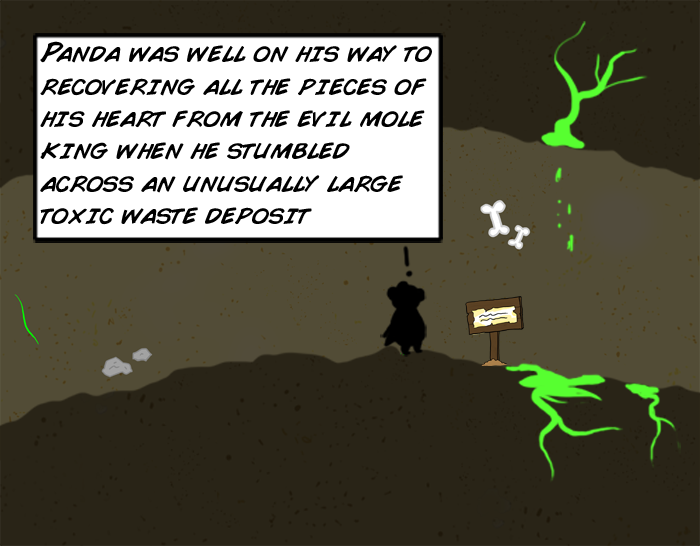 Panda was well on his way to
recovering all the pieces of
his heart from the evil mole
king when he stumbled
across an unusually large
toxic waste deposit
!